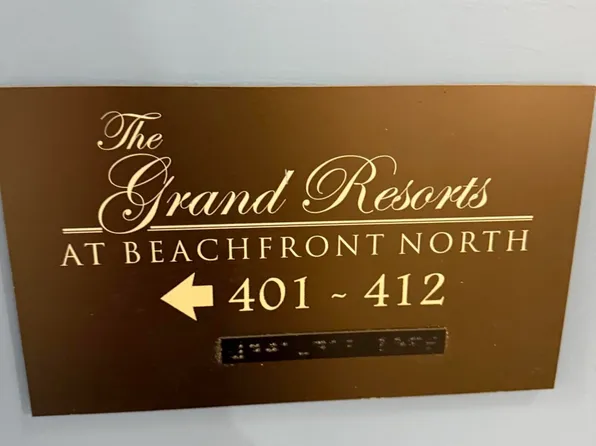 The
Grand Resorts
AT BEACHFRONT NORTH
401 ~ 412